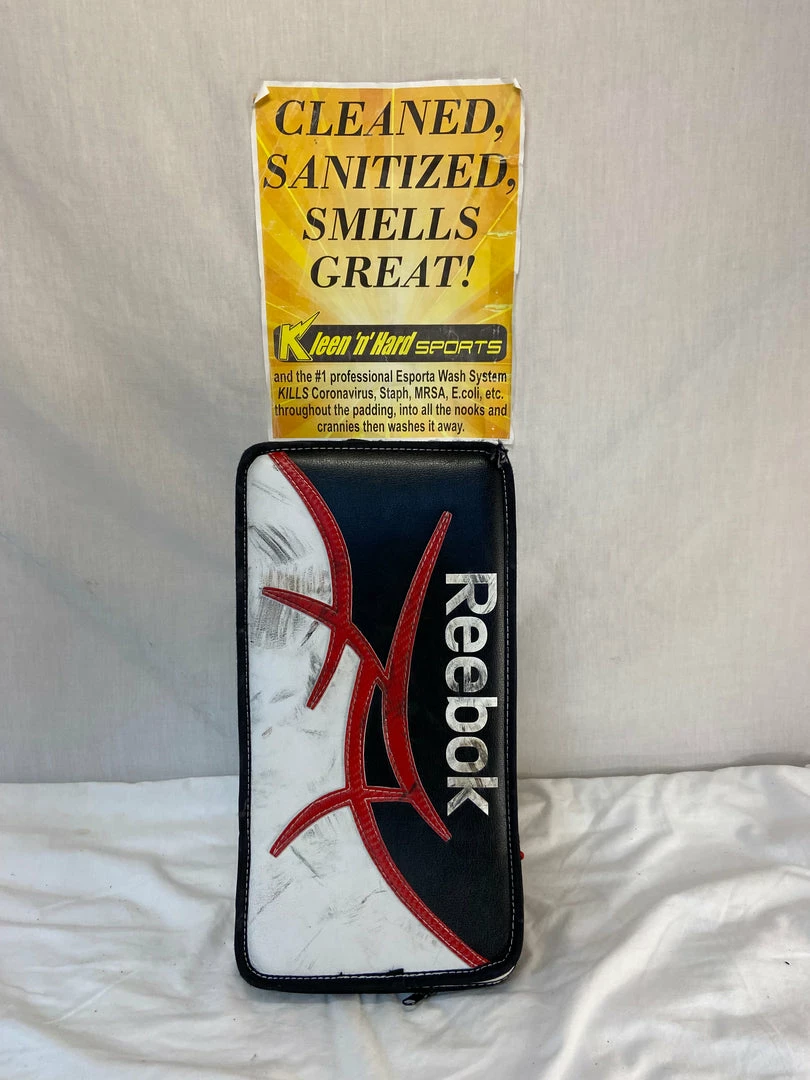 CLEANED,
SANITIZED,
SMELLS
GREAT!
Kleen 'n' Hard SPORTS
and the #1 professional Esporta Wash System
KILLS Coronavirus, Staph, MRSA, E.coli, etc.
throughout the padding, into all the nooks and
crannies then washes it away.
Reebok